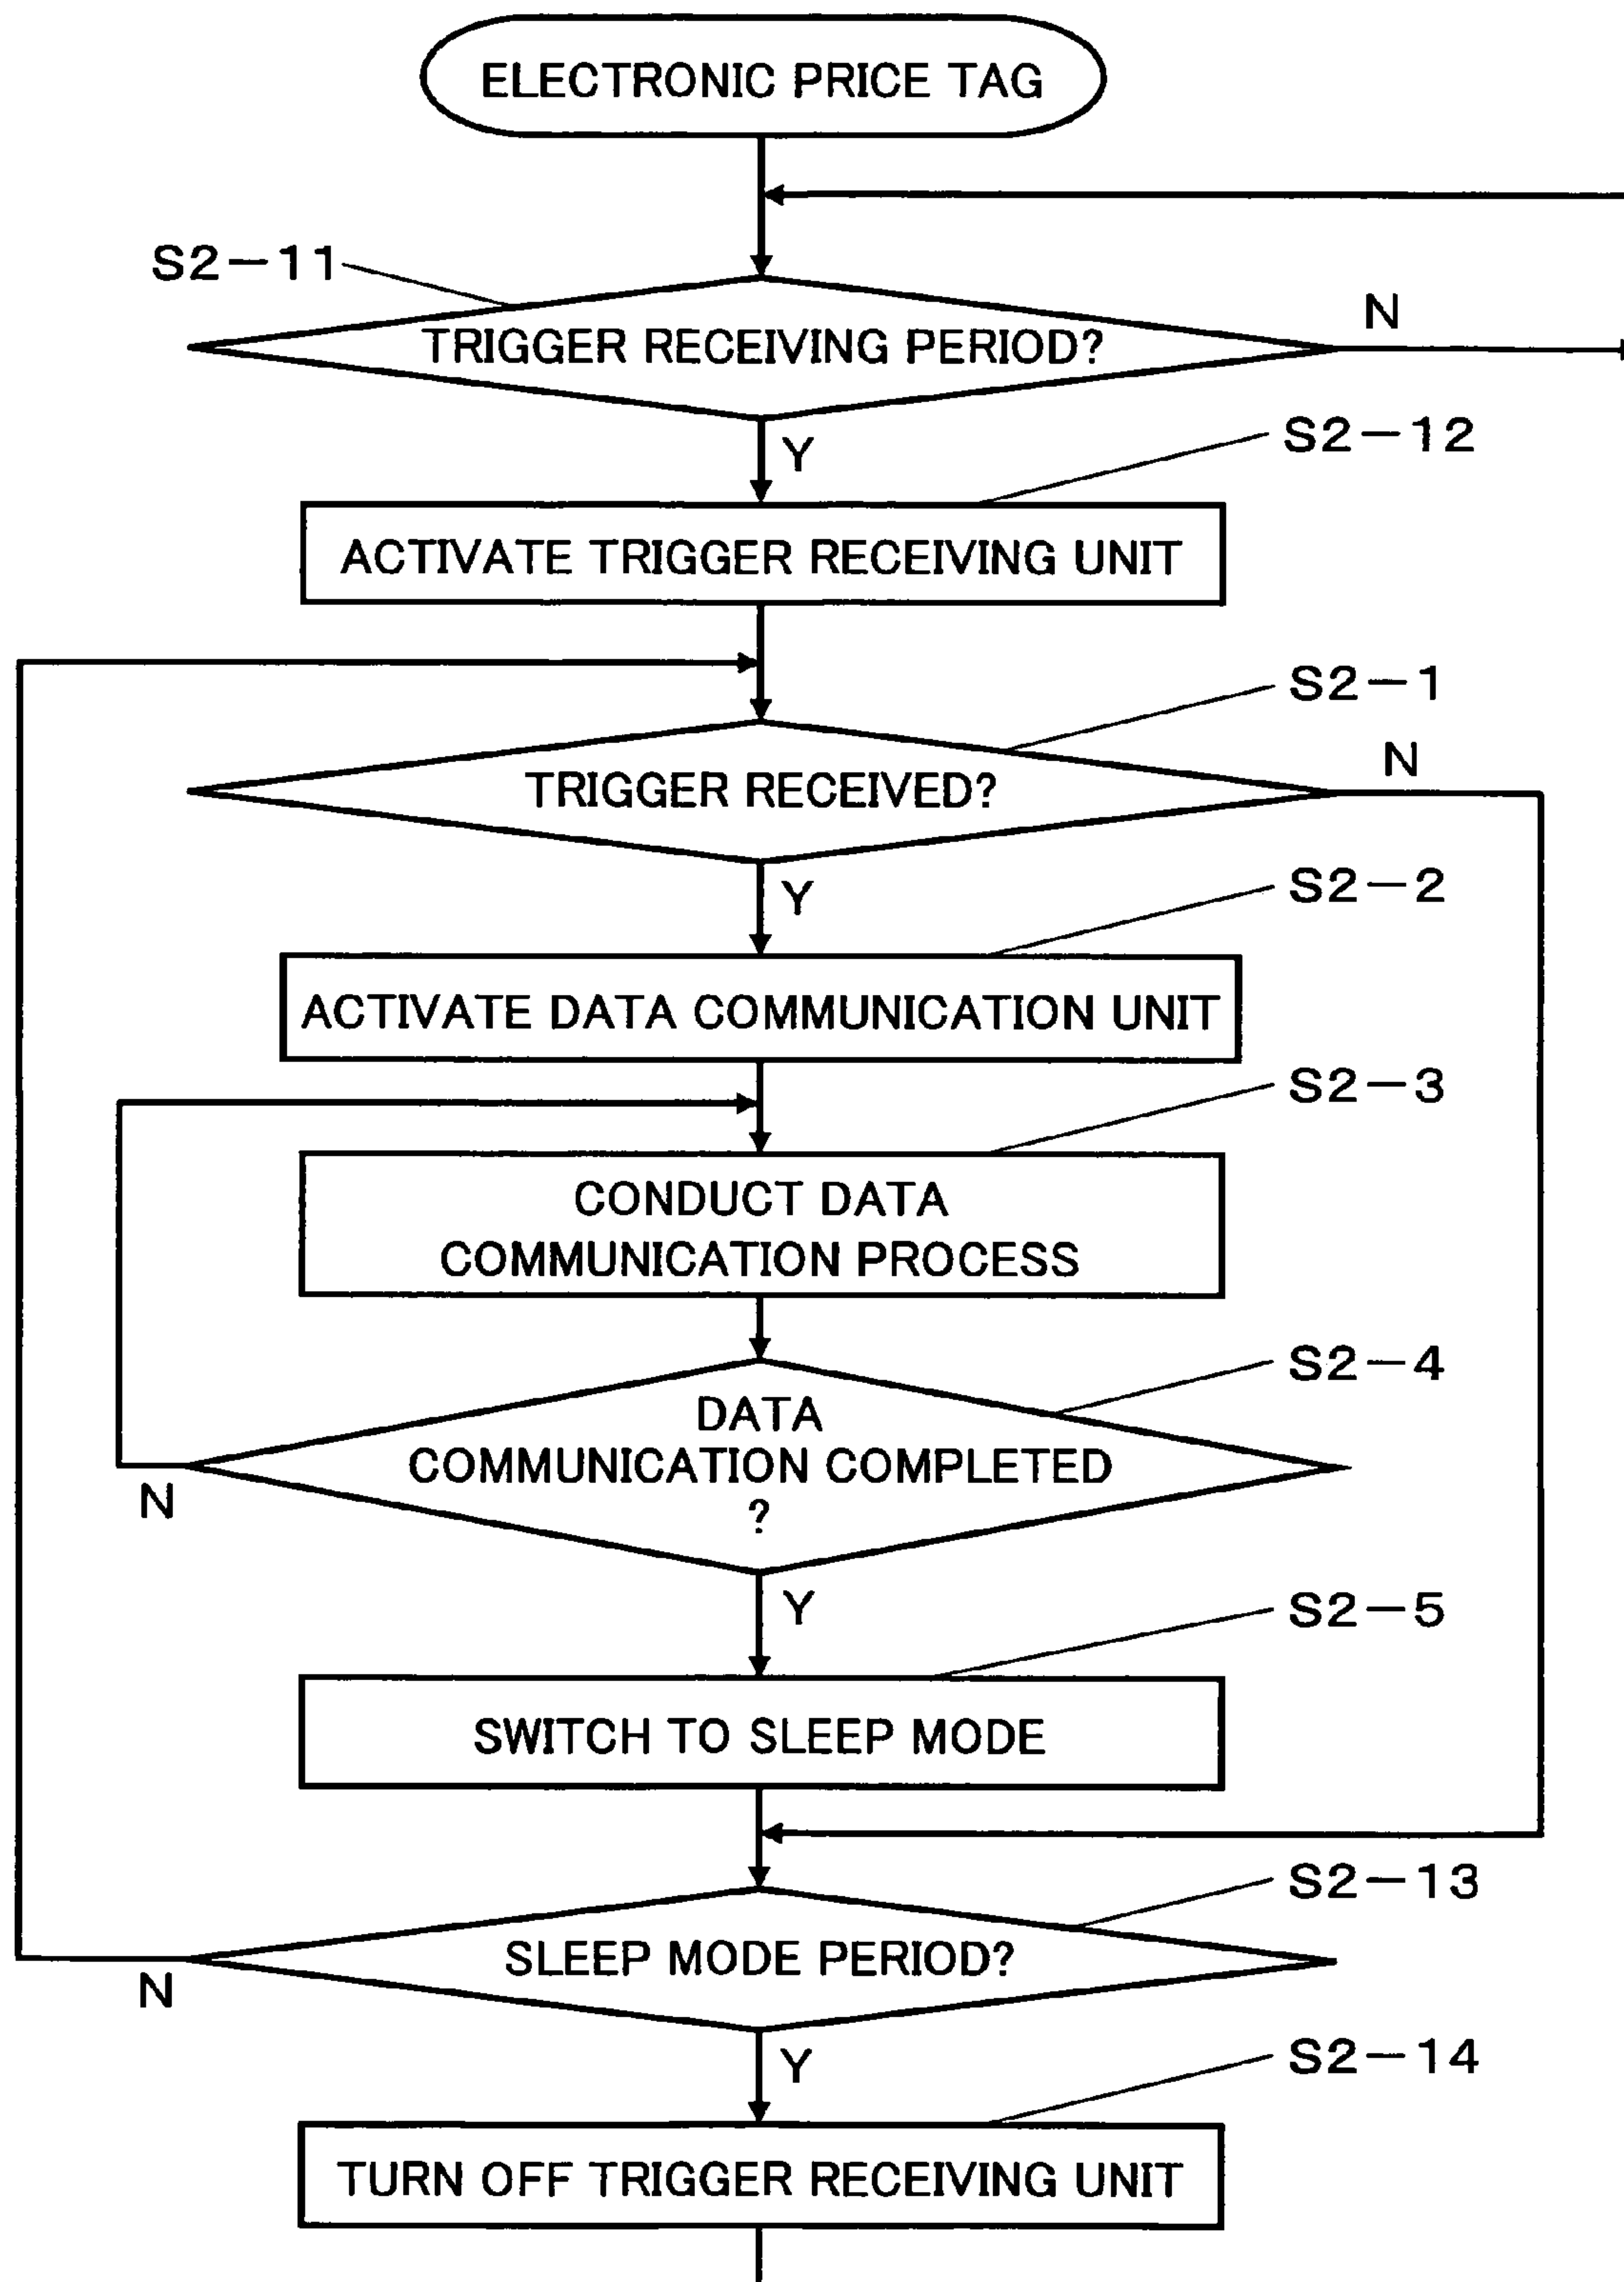 ELECTRONIC PRICE TAG
S2-11
TRIGGER RECEIVING PERIOD?
N
Y
S2-12
ACTIVATE TRIGGER RECEIVING UNIT
S2-1
TRIGGER RECEIVED?
N
Y
S2-2
ACTIVATE DATA COMMUNICATION UNIT
S2-3
CONDUCT DATA
COMMUNICATION PROCESS
S2-4
DATA
COMMUNICATION COMPLETED
?
N
Y
S2-5
SWITCH TO SLEEP MODE
S2-13
SLEEP MODE PERIOD?
N
Y
S2-14
TURN OFF TRIGGER RECEIVING UNIT